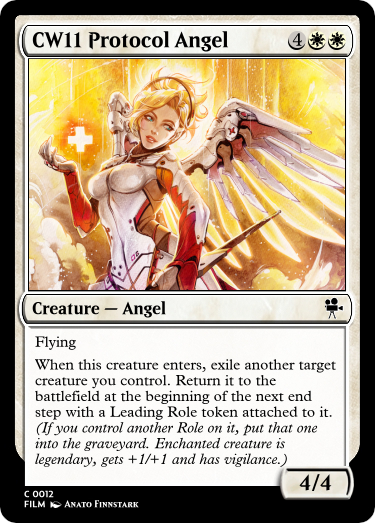 CW11 Protocol Angel 4
Creature — Angel
Flying
When this creature enters, exile another target
creature you control. Return it to the
battlefield at the beginning of the next end
step with a Leading Role token attached to it.
(If you control another Role on it, put that one
into the graveyard. Enchanted creature is
legendary, gets +1/+1 and has vigilance.)
4/4
C 0012
FILM Anato Finnstark